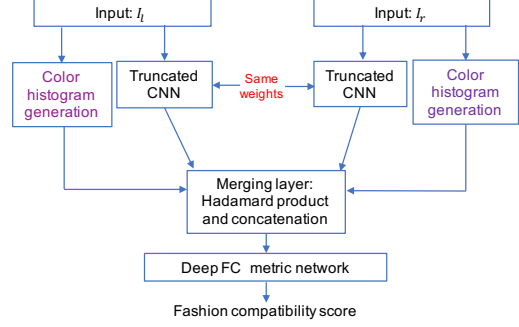 Input: I_l
Input: I_r
Color
histogram
generation
Truncated
CNN
Same
weights
Truncated
CNN
Color
histogram
generation
Merging layer:
Hadamard product
and concatenation
Deep FC metric network
Fashion compatibility score